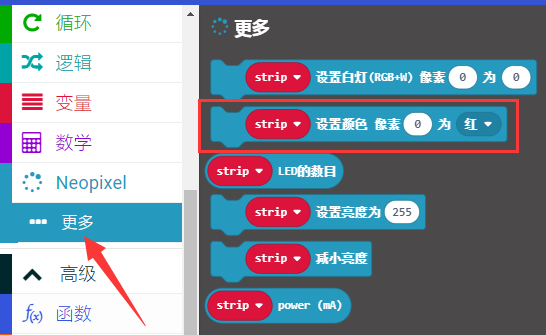 循环
逻辑
变量
数学
Neopixel
更多
高级
函数
更多
strip 设置白灯(RGB+W) 像素 0 为 0
strip 设置颜色 像素 0 为 红
strip LED的数目
strip 设置亮度为 255
strip 减小亮度
strip power (mA)